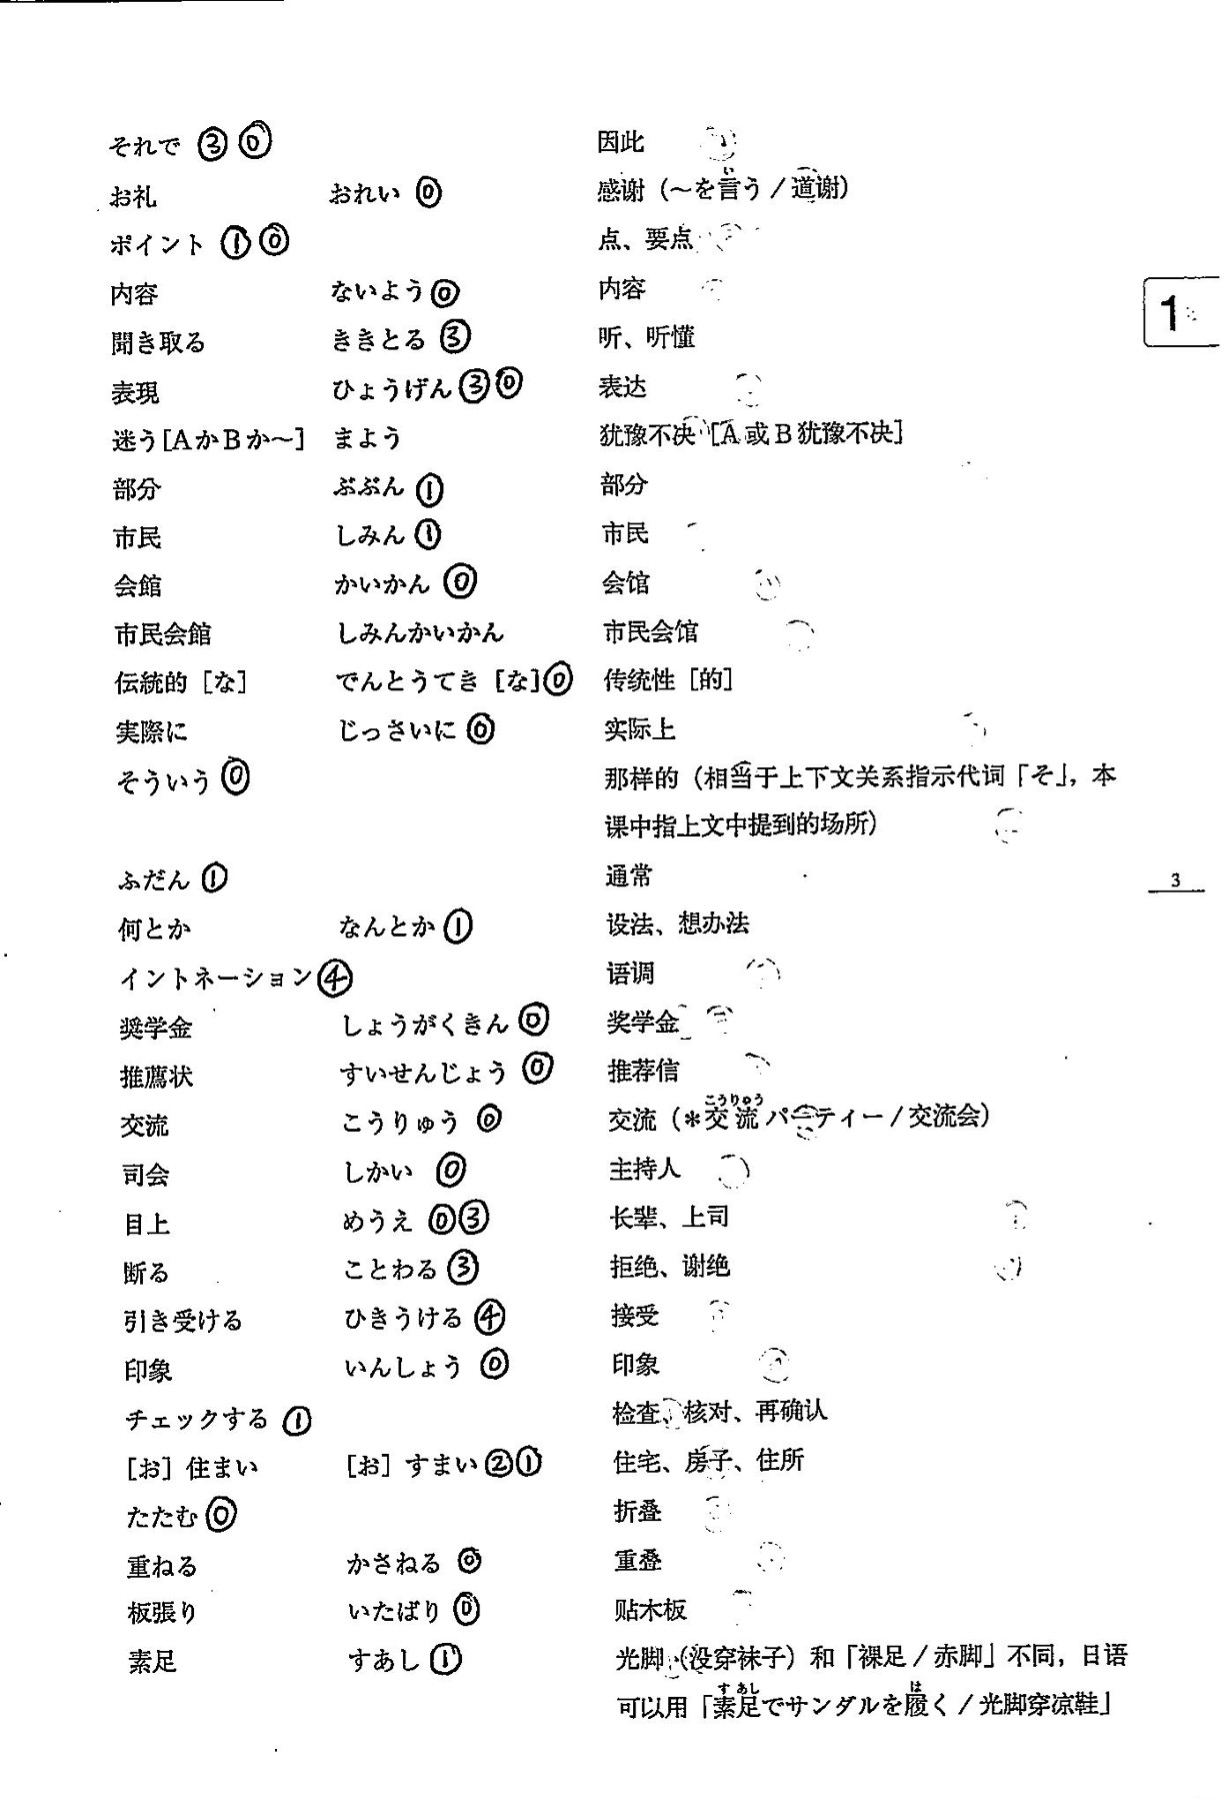 それで ③ ⓪ 因此
お礼 おれい ⓪ 感谢（～を言う／道谢）
ポイント ① ⓪ 点、要点
内容 ないよう ⓪ 内容
聞き取る ききとる ③ 听、听懂
表現 ひょうげん ③ ⓪ 表达
迷う［AかBか～］ まよう 犹豫不决［A或B犹豫不决］
部分 ぶぶん ① 部分
市民 しみん ① 市民
会館 かいかん ⓪ 会馆
市民会館 しみんかいかん 市民会馆
伝統的［な］ でんとうてき［な］ ⓪ 传统性［的］
実際に じっさいに ⓪ 实际上
そういう ⓪ 那样的（相当于上下文关系指示代词「そ」，本
课中指上文中提到的场所）
ふだん ① 通常
何とか なんとか ① 设法、想办法
イントネーション ④ 语调
奨学金 しょうがくきん ⓪ 奖学金
推薦状 すいせんじょう ⓪ 推荐信
交流 こうりゅう ⓪ 交流（＊交流パーティー／交流会）
司会 しかい ⓪ 主持人
目上 めうえ ⓪ ③ 长辈、上司
断る ことわる ③ 拒绝、谢绝
引き受ける ひきうける ④ 接受
印象 いんしょう ⓪ 印象
チェックする ① 检查、核对、再确认
［お］住まい ［お］すまい ② ① 住宅、房子、住所
たたむ ⓪ 折叠
重ねる かさねる ⓪ 重叠
板張り いたばり ⓪ 贴木板
素足 すあし ① 光脚（没穿袜子）和「裸足／赤脚」不同，日语
可以用「素足でサンダルを履く／光脚穿凉鞋」
1
3